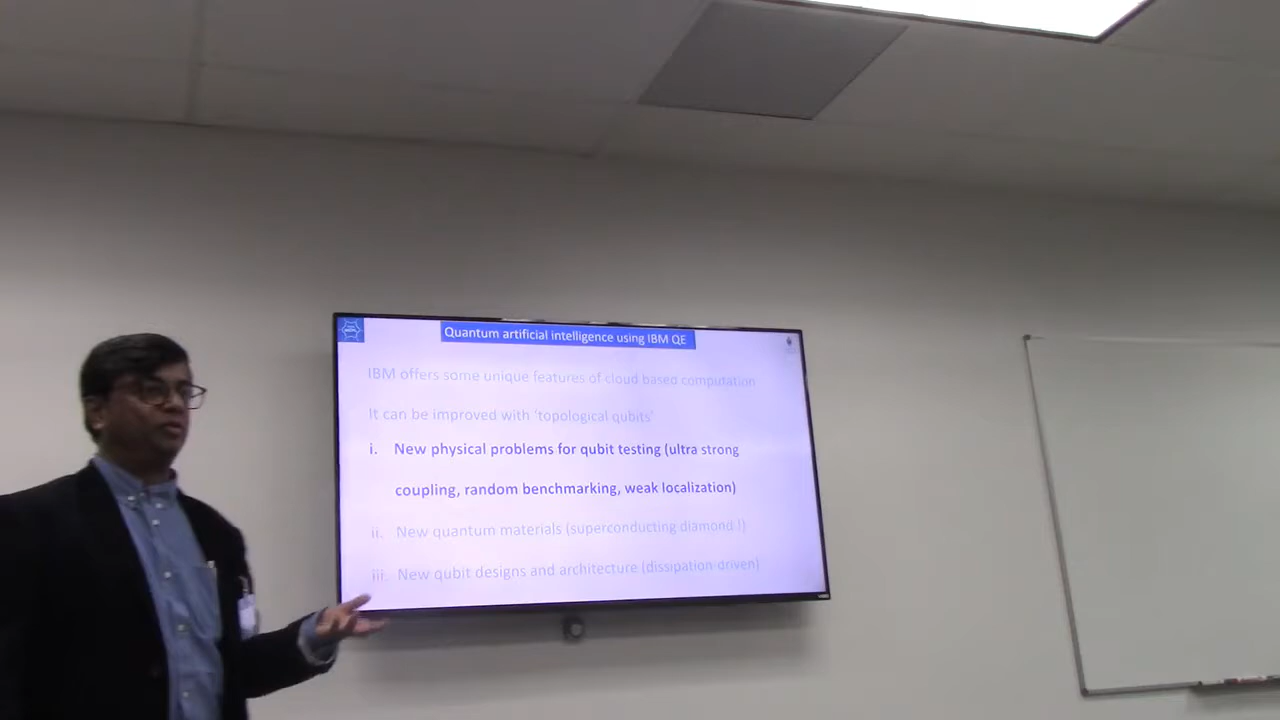 Quantum artificial intelligence using IBM QE
IBM offers some unique features of cloud based computation
It can be improved with 'topological qubits'
i. New physical problems for qubit testing (ultra strong
coupling, random benchmarking, weak localization)
ii. New quantum materials (superconducting diamond !)
iii. New qubit designs and architecture (dissipation-driven)